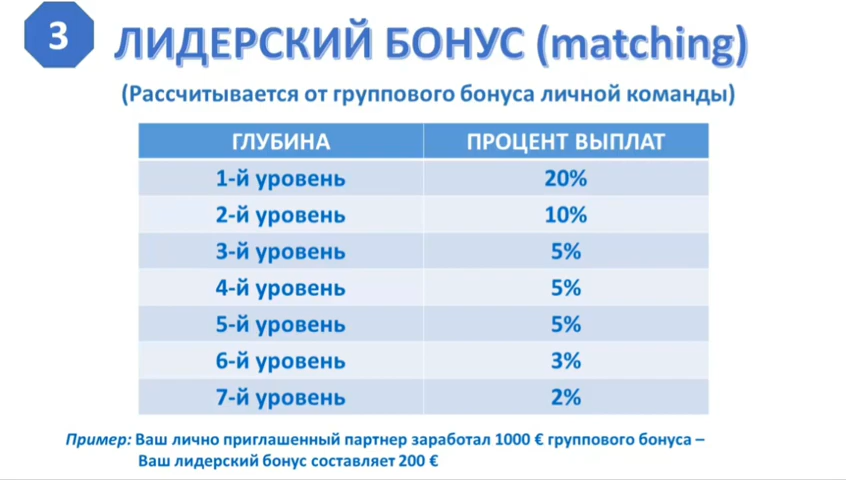 3
ЛИДЕРСКИЙ БОНУС (matching)
(Рассчитывается от группового бонуса личной команды)
ГЛУБИНА ПРОЦЕНТ ВЫПЛАТ
1-й уровень 20%
2-й уровень 10%
3-й уровень 5%
4-й уровень 5%
5-й уровень 5%
6-й уровень 3%
7-й уровень 2%
Пример: Ваш лично приглашенный партнер заработал 1000 € группового бонуса –
Ваш лидерский бонус составляет 200 €